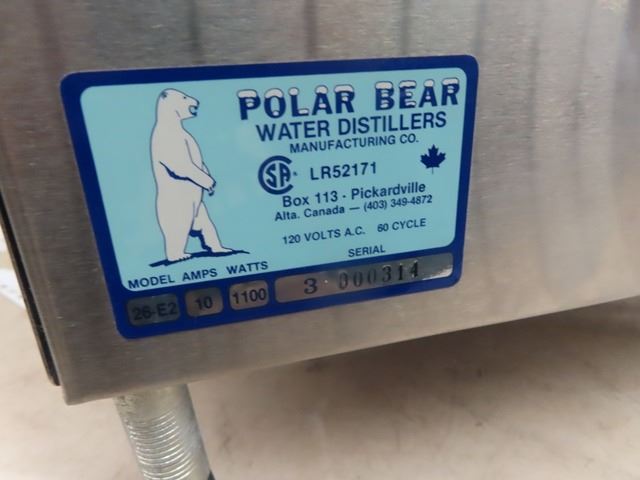 POLAR BEAR
WATER DISTILLERS
MANUFACTURING CO.
CSA LR52171
Box 113 - Pickardville
Alta. Canada — (403) 349-4872
120 VOLTS A.C. 60 CYCLE
MODEL AMPS WATTS SERIAL
26-E2 10 1100 3 000314